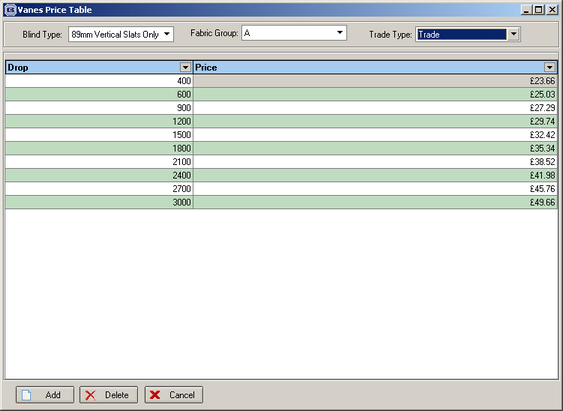 Vanes Price Table
Blind Type: 89mm Vertical Slats Only Fabric Group: A Trade Type: Trade
Drop Price
400 £23.66
600 £25.03
900 £27.29
1200 £29.74
1500 £32.42
1800 £35.34
2100 £38.52
2400 £41.98
2700 £45.76
3000 £49.66
Add Delete Cancel